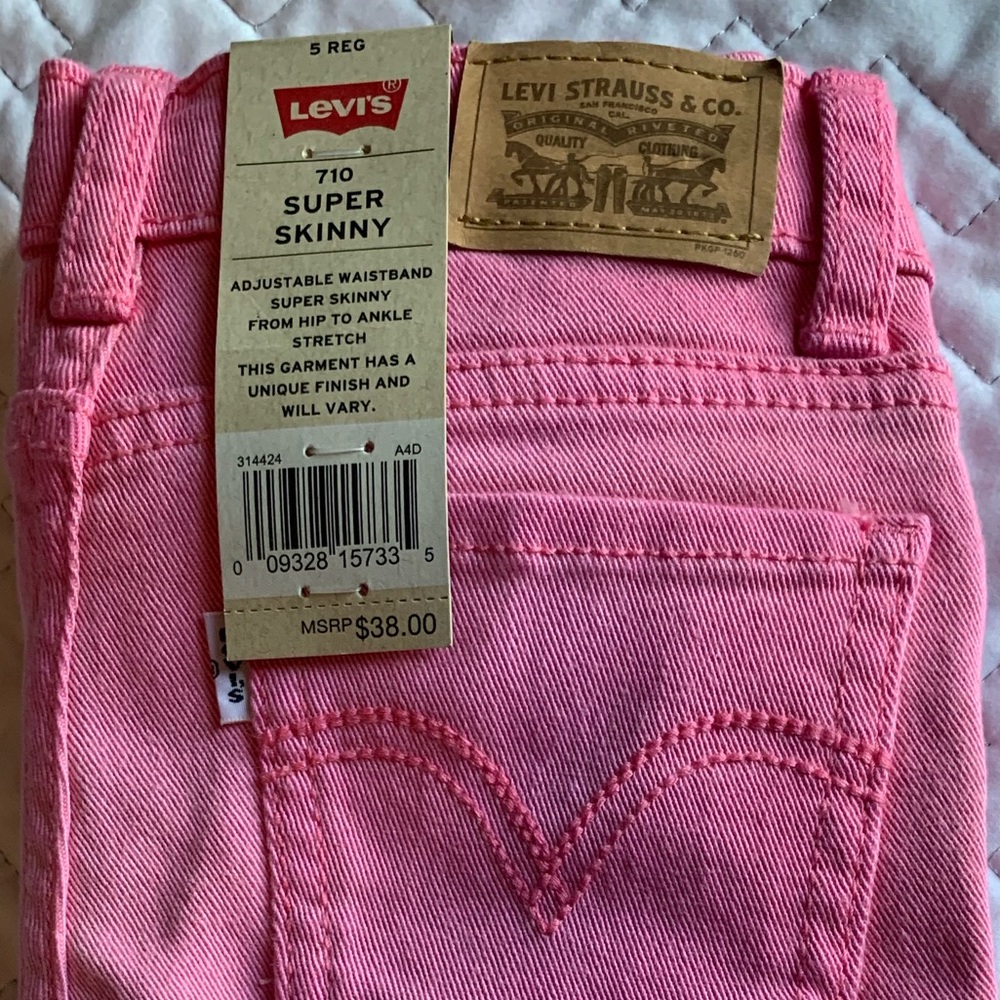 5 REG
LEVI'S®
710
SUPER
SKINNY
ADJUSTABLE WAISTBAND
SUPER SKINNY
FROM HIP TO ANKLE
STRETCH
THIS GARMENT HAS A
UNIQUE FINISH AND
WILL VARY.
314424 A4D
0 09328 15733 5
MSRP $38.00
LEVI STRAUSS & CO.
SAN FRANCISCO
CAL.
ORIGINAL RIVETED
QUALITY CLOTHING